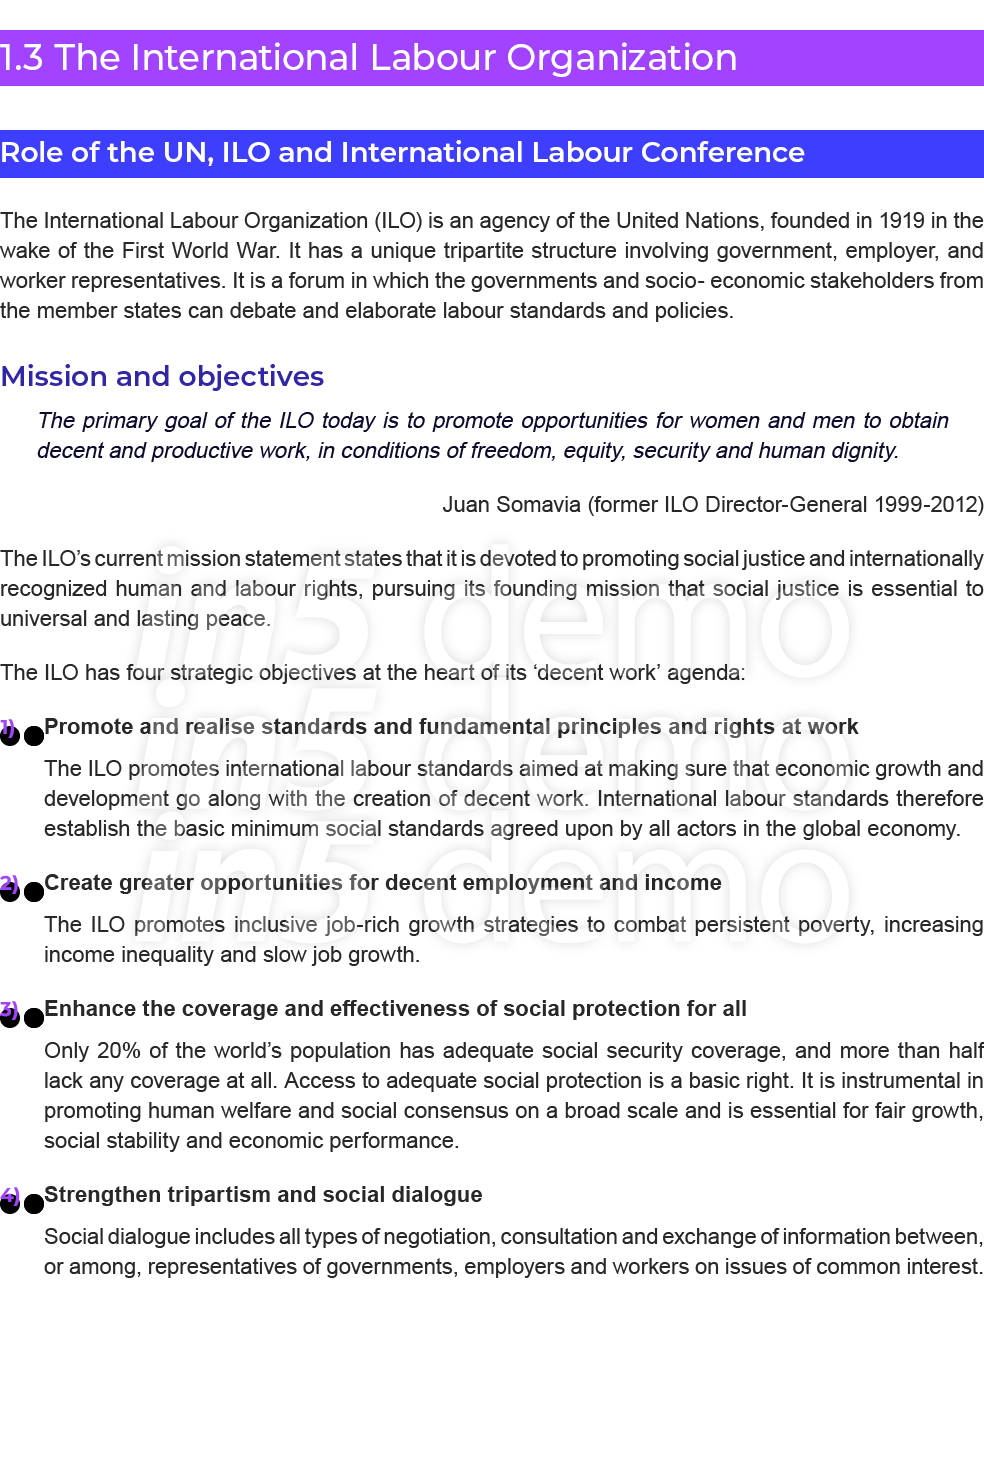 1.3 The International Labour Organization
Role of the UN, ILO and International Labour Conference
The International Labour Organization (ILO) is an agency of the United Nations, founded in 1919 in the
wake of the First World War. It has a unique tripartite structure involving government, employer, and
worker representatives. It is a forum in which the governments and socio- economic stakeholders from
the member states can debate and elaborate labour standards and policies.
Mission and objectives
The primary goal of the ILO today is to promote opportunities for women and men to obtain
decent and productive work, in conditions of freedom, equity, security and human dignity.
Juan Somavia (former ILO Director-General 1999-2012)
The ILO’s current mission statement states that it is devoted to promoting social justice and internationally
recognized human and labour rights, pursuing its founding mission that social justice is essential to
universal and lasting peace.
The ILO has four strategic objectives at the heart of its ‘decent work’ agenda:
1) Promote and realise standards and fundamental principles and rights at work
The ILO promotes international labour standards aimed at making sure that economic growth and
development go along with the creation of decent work. International labour standards therefore
establish the basic minimum social standards agreed upon by all actors in the global economy.
2) Create greater opportunities for decent employment and income
The ILO promotes inclusive job-rich growth strategies to combat persistent poverty, increasing
income inequality and slow job growth.
3) Enhance the coverage and effectiveness of social protection for all
Only 20% of the world’s population has adequate social security coverage, and more than half
lack any coverage at all. Access to adequate social protection is a basic right. It is instrumental in
promoting human welfare and social consensus on a broad scale and is essential for fair growth,
social stability and economic performance.
4) Strengthen tripartism and social dialogue
Social dialogue includes all types of negotiation, consultation and exchange of information between,
or among, representatives of governments, employers and workers on issues of common interest.
in5 demo
in5 demo
in5 demo